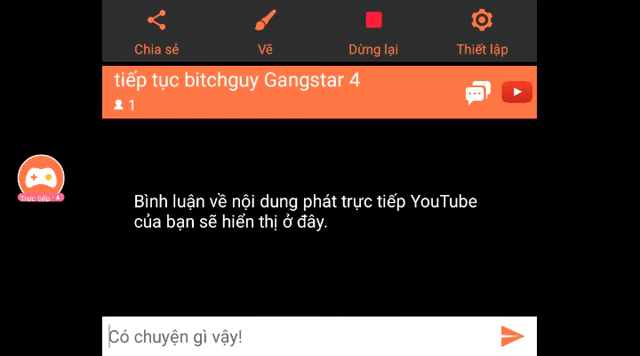 Chia sẻ
Vẽ
Dừng lại
Thiết lập
tiếp tục bitchguy Gangstar 4
1
Trực tiếp
Bình luận về nội dung phát trực tiếp YouTube
của bạn sẽ hiển thị ở đây.
Có chuyện gì vậy!